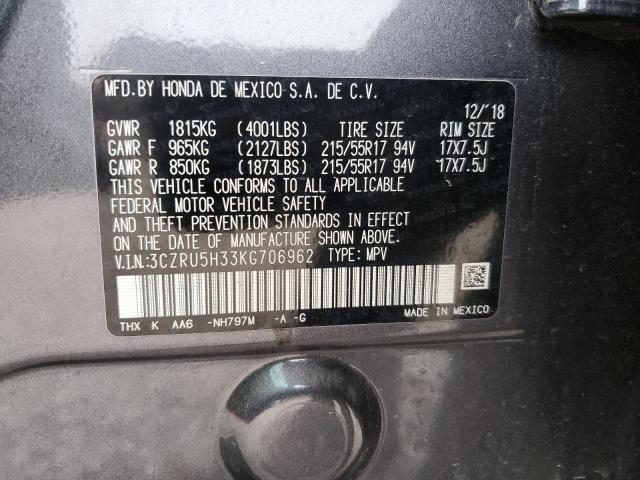 MFD.BY HONDA DE MEXICO S.A. DE C.V.
12/'18
GVWR 1815KG (4001LBS) TIRE SIZE RIM SIZE
GAWR F 965KG (2127LBS) 215/55R17 94V 17X7.5J
GAWR R 850KG (1873LBS) 215/55R17 94V 17X7.5J
THIS VEHICLE CONFORMS TO ALL APPLICABLE
FEDERAL MOTOR VEHICLE SAFETY
AND THEFT PREVENTION STANDARDS IN EFFECT
ON THE DATE OF MANUFACTURE SHOWN ABOVE.
V.I.N:3CZRU5H33KG706962 TYPE: MPV
THX K AA6 -NH797M -A -G
MADE IN MEXICO